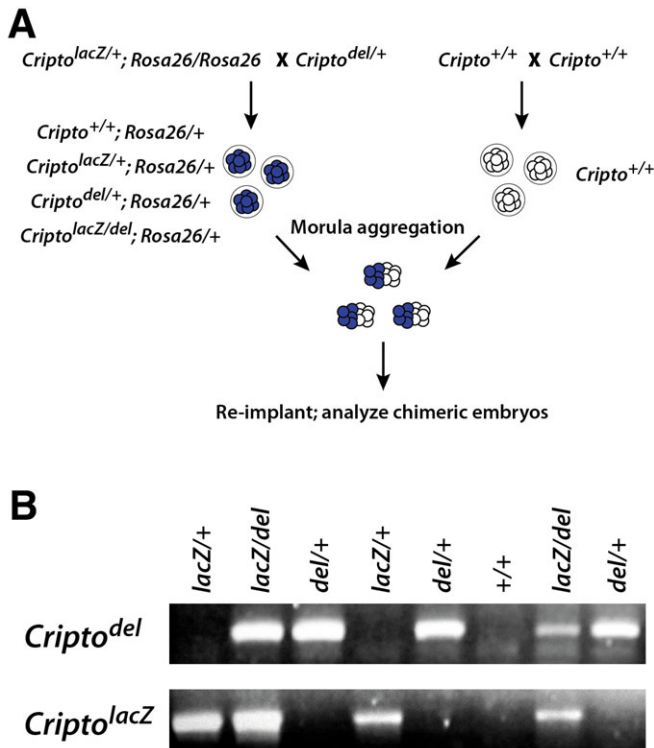 A
Cripto lacZ/+; Rosa26/Rosa26 X Cripto del/+
Cripto +/+ X Cripto +/+
Cripto +/+; Rosa26/+
Cripto lacZ/+; Rosa26/+
Cripto del/+; Rosa26/+
Cripto lacZ/del; Rosa26/+
Cripto +/+
Morula aggregation
Re-implant; analyze chimeric embryos
B
lacZ/+ lacZ/del del/+ lacZ/+ del/+ +/+ lacZ/del del/+
Cripto del
Cripto lacZ